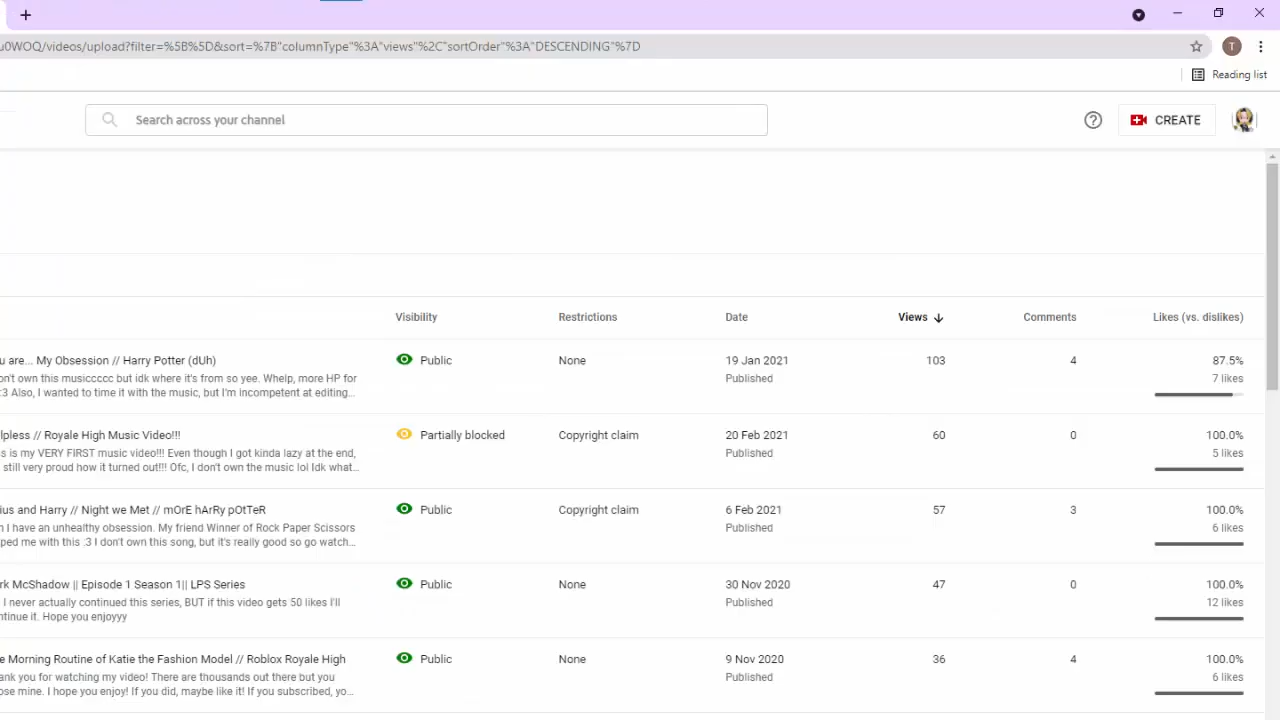 u0WOQ/videos/upload?filter=%5B%5D&sort=%7B"columnType"%3A"views"%2C"sortOrder"%3A"DESCENDING"%7D
T
Reading list
Search across your channel
CREATE
Visibility Restrictions Date Views Comments Likes (vs. dislikes)
u are... My Obsession // Harry Potter (dUh) Public None 19 Jan 2021 103 4 87.5%
on't own this musiccccc but idk where it's from so yee. Whelp, more HP for Published 7 likes
:3 Also, I wanted to time it with the music, but I'm incompetent at editing...
lpless // Royale High Music Video!!! Partially blocked Copyright claim 20 Feb 2021 60 0 100.0%
ss is my VERY FIRST music video!!! Even though I got kinda lazy at the end, Published 5 likes
still very proud how it turned out!!! Ofc, I don't own the music lol Idk what...
ius and Harry // Night we Met // mOrE hArRy pOtTeR Public Copyright claim 6 Feb 2021 57 3 100.0%
h I have an unhealthy obsession. My friend Winner of Rock Paper Scissors Published 6 likes
ped me with this :3 I don't own this song, but it's really good so go watch...
rk McShadow || Episode 1 Season 1|| LPS Series Public None 30 Nov 2020 47 0 100.0%
I never actually continued this series, BUT if this video gets 50 likes I'll Published 12 likes
ntinue it. Hope you enjoyyy
e Morning Routine of Katie the Fashion Model // Roblox Royale High Public None 9 Nov 2020 36 4 100.0%
ank you for watching my video! There are thousands out there but you Published 6 likes
ose mine. I hope you enjoy! If you did, maybe like it! If you subscribed, yo...